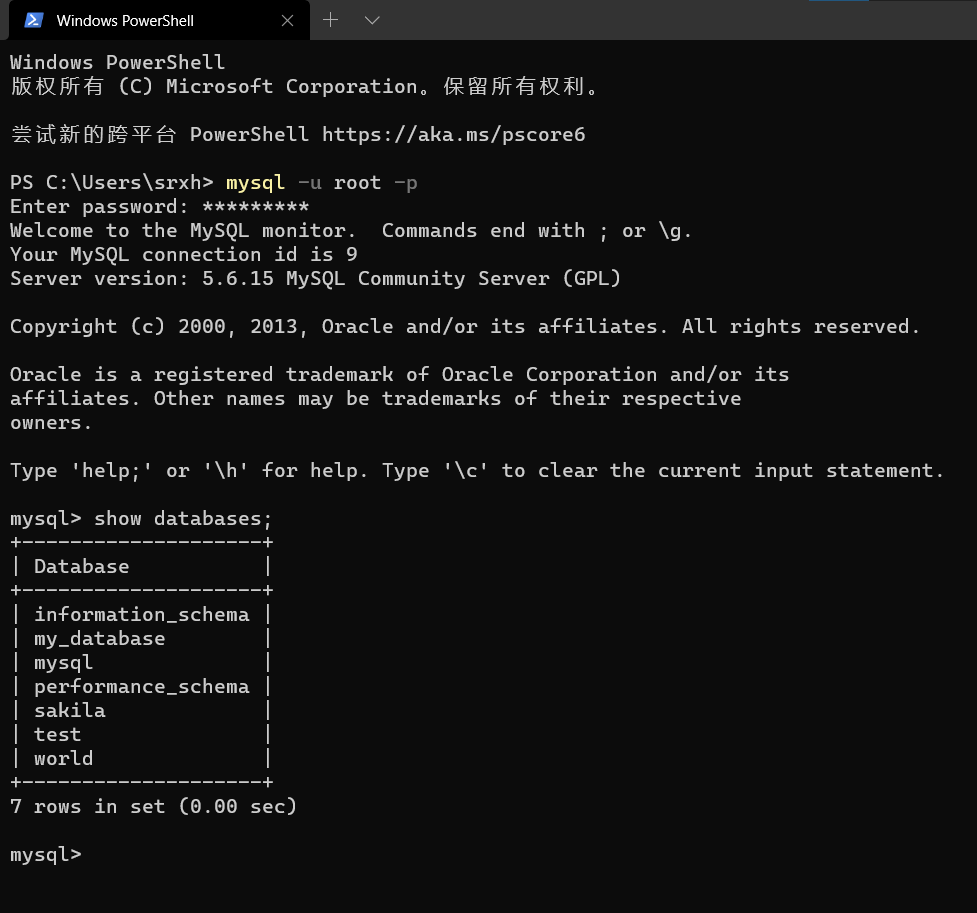 Windows PowerShell
Windows PowerShell
版权所有 (C) Microsoft Corporation。保留所有权利。
尝试新的跨平台 PowerShell https://aka.ms/pscore6
PS C:\Users\srxh> mysql -u root -p
Enter password: *********
Welcome to the MySQL monitor.  Commands end with ; or \g.
Your MySQL connection id is 9
Server version: 5.6.15 MySQL Community Server (GPL)
Copyright (c) 2000, 2013, Oracle and/or its affiliates. All rights reserved.
Oracle is a registered trademark of Oracle Corporation and/or its
affiliates. Other names may be trademarks of their respective
owners.
Type 'help;' or '\h' for help. Type '\c' to clear the current input statement.
mysql> show databases;
+--------------------+
| Database           |
+--------------------+
| information_schema |
| my_database        |
| mysql              |
| performance_schema |
| sakila             |
| test               |
| world              |
+--------------------+
7 rows in set (0.00 sec)
mysql>